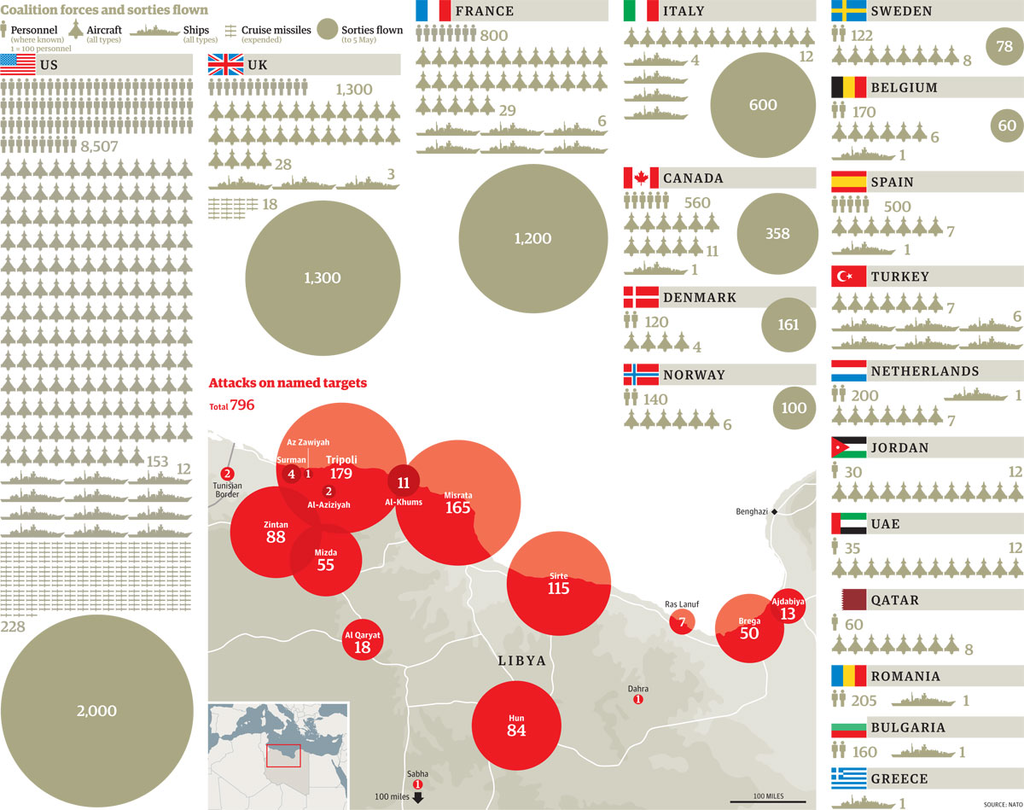 Coalition forces and sorties flown
Personnel
(where known)
1 = 100 personnel
Aircraft
(all types)
Ships
(all types)
Cruise missiles
(expended)
Sorties flown
(to 5 May)
US
8,507
153
12
228
2,000
UK
1,300
28
3
18
1,300
FRANCE
800
29
6
1,200
ITALY
12
4
600
CANADA
560
11
1
358
DENMARK
120
4
161
NORWAY
140
6
100
SWEDEN
122
8
78
BELGIUM
170
6
1
60
SPAIN
500
7
1
TURKEY
7
6
NETHERLANDS
200
1
7
JORDAN
30
12
UAE
35
12
QATAR
60
8
ROMANIA
205
1
BULGARIA
160
1
GREECE
1
Attacks on named targets
Total 796
Az Zawiyah
1
Surman
4
Tripoli
179
2
Tunisian
Border
2
Al-Aziziyah
11
Al-Khums
Misrata
165
Zintan
88
Mizda
55
Sirte
115
Benghazi
Ras Lanuf
7
Brega
50
Ajdabiya
13
Al Qaryat
18
LIBYA
Dahra
1
Hun
84
Sabha
1
100 miles
100 MILES
SOURCE: NATO